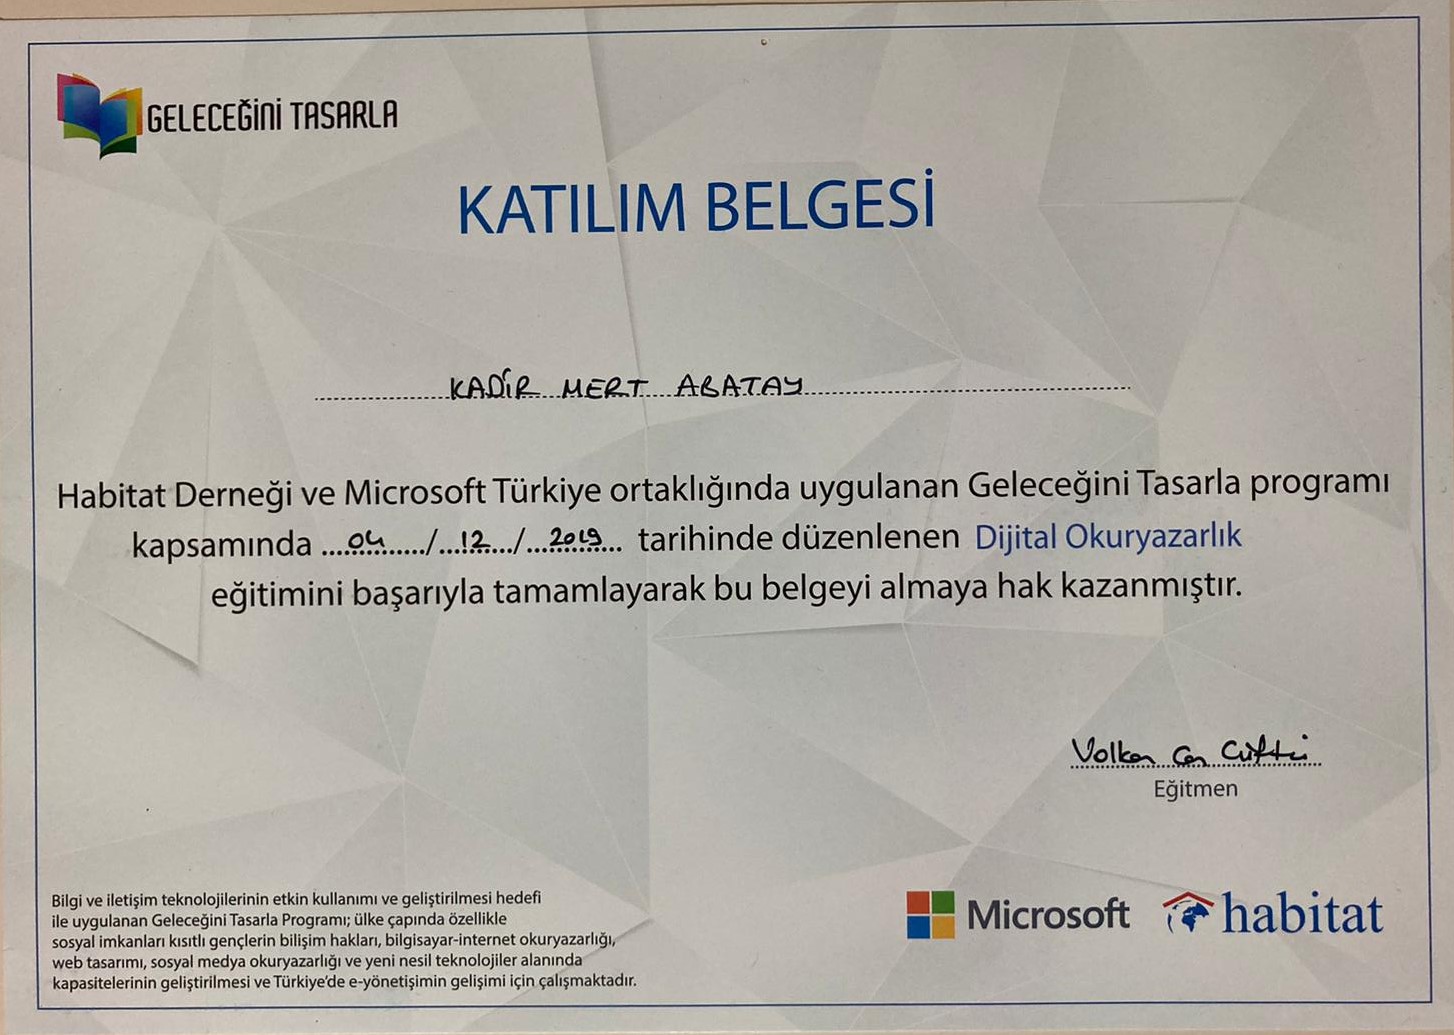 GELECEĞİNİ TASARLA
KATILIM BELGESİ
KADİR MERT ABATAY
Habitat Derneği ve Microsoft Türkiye ortaklığında uygulanan Geleceğini Tasarla programı
kapsamında 04/12/2019 tarihinde düzenlenen Dijital Okuryazarlık
eğitimini başarıyla tamamlayarak bu belgeyi almaya hak kazanmıştır.
Volkan Can Çiftçi
Eğitmen
Bilgi ve iletişim teknolojilerinin etkin kullanımı ve geliştirilmesi hedefi
ile uygulanan Geleceğini Tasarla Programı; ülke çapında özellikle
sosyal imkanları kısıtlı gençlerin bilişim hakları, bilgisayar-internet okuryazarlığı,
web tasarımı, sosyal medya okuryazarlığı ve yeni nesil teknolojiler alanında
kapasitelerinin geliştirilmesi ve Türkiye'de e-yönetişimin gelişimi için çalışmaktadır.
Microsoft habitat